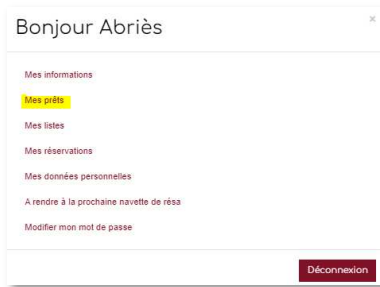 Bonjour Abriès
×
Mes informations
Mes prêts
Mes listes
Mes réservations
Mes données personnelles
A rendre à la prochaine navette de résa
Modifier mon mot de passe
Déconnexion